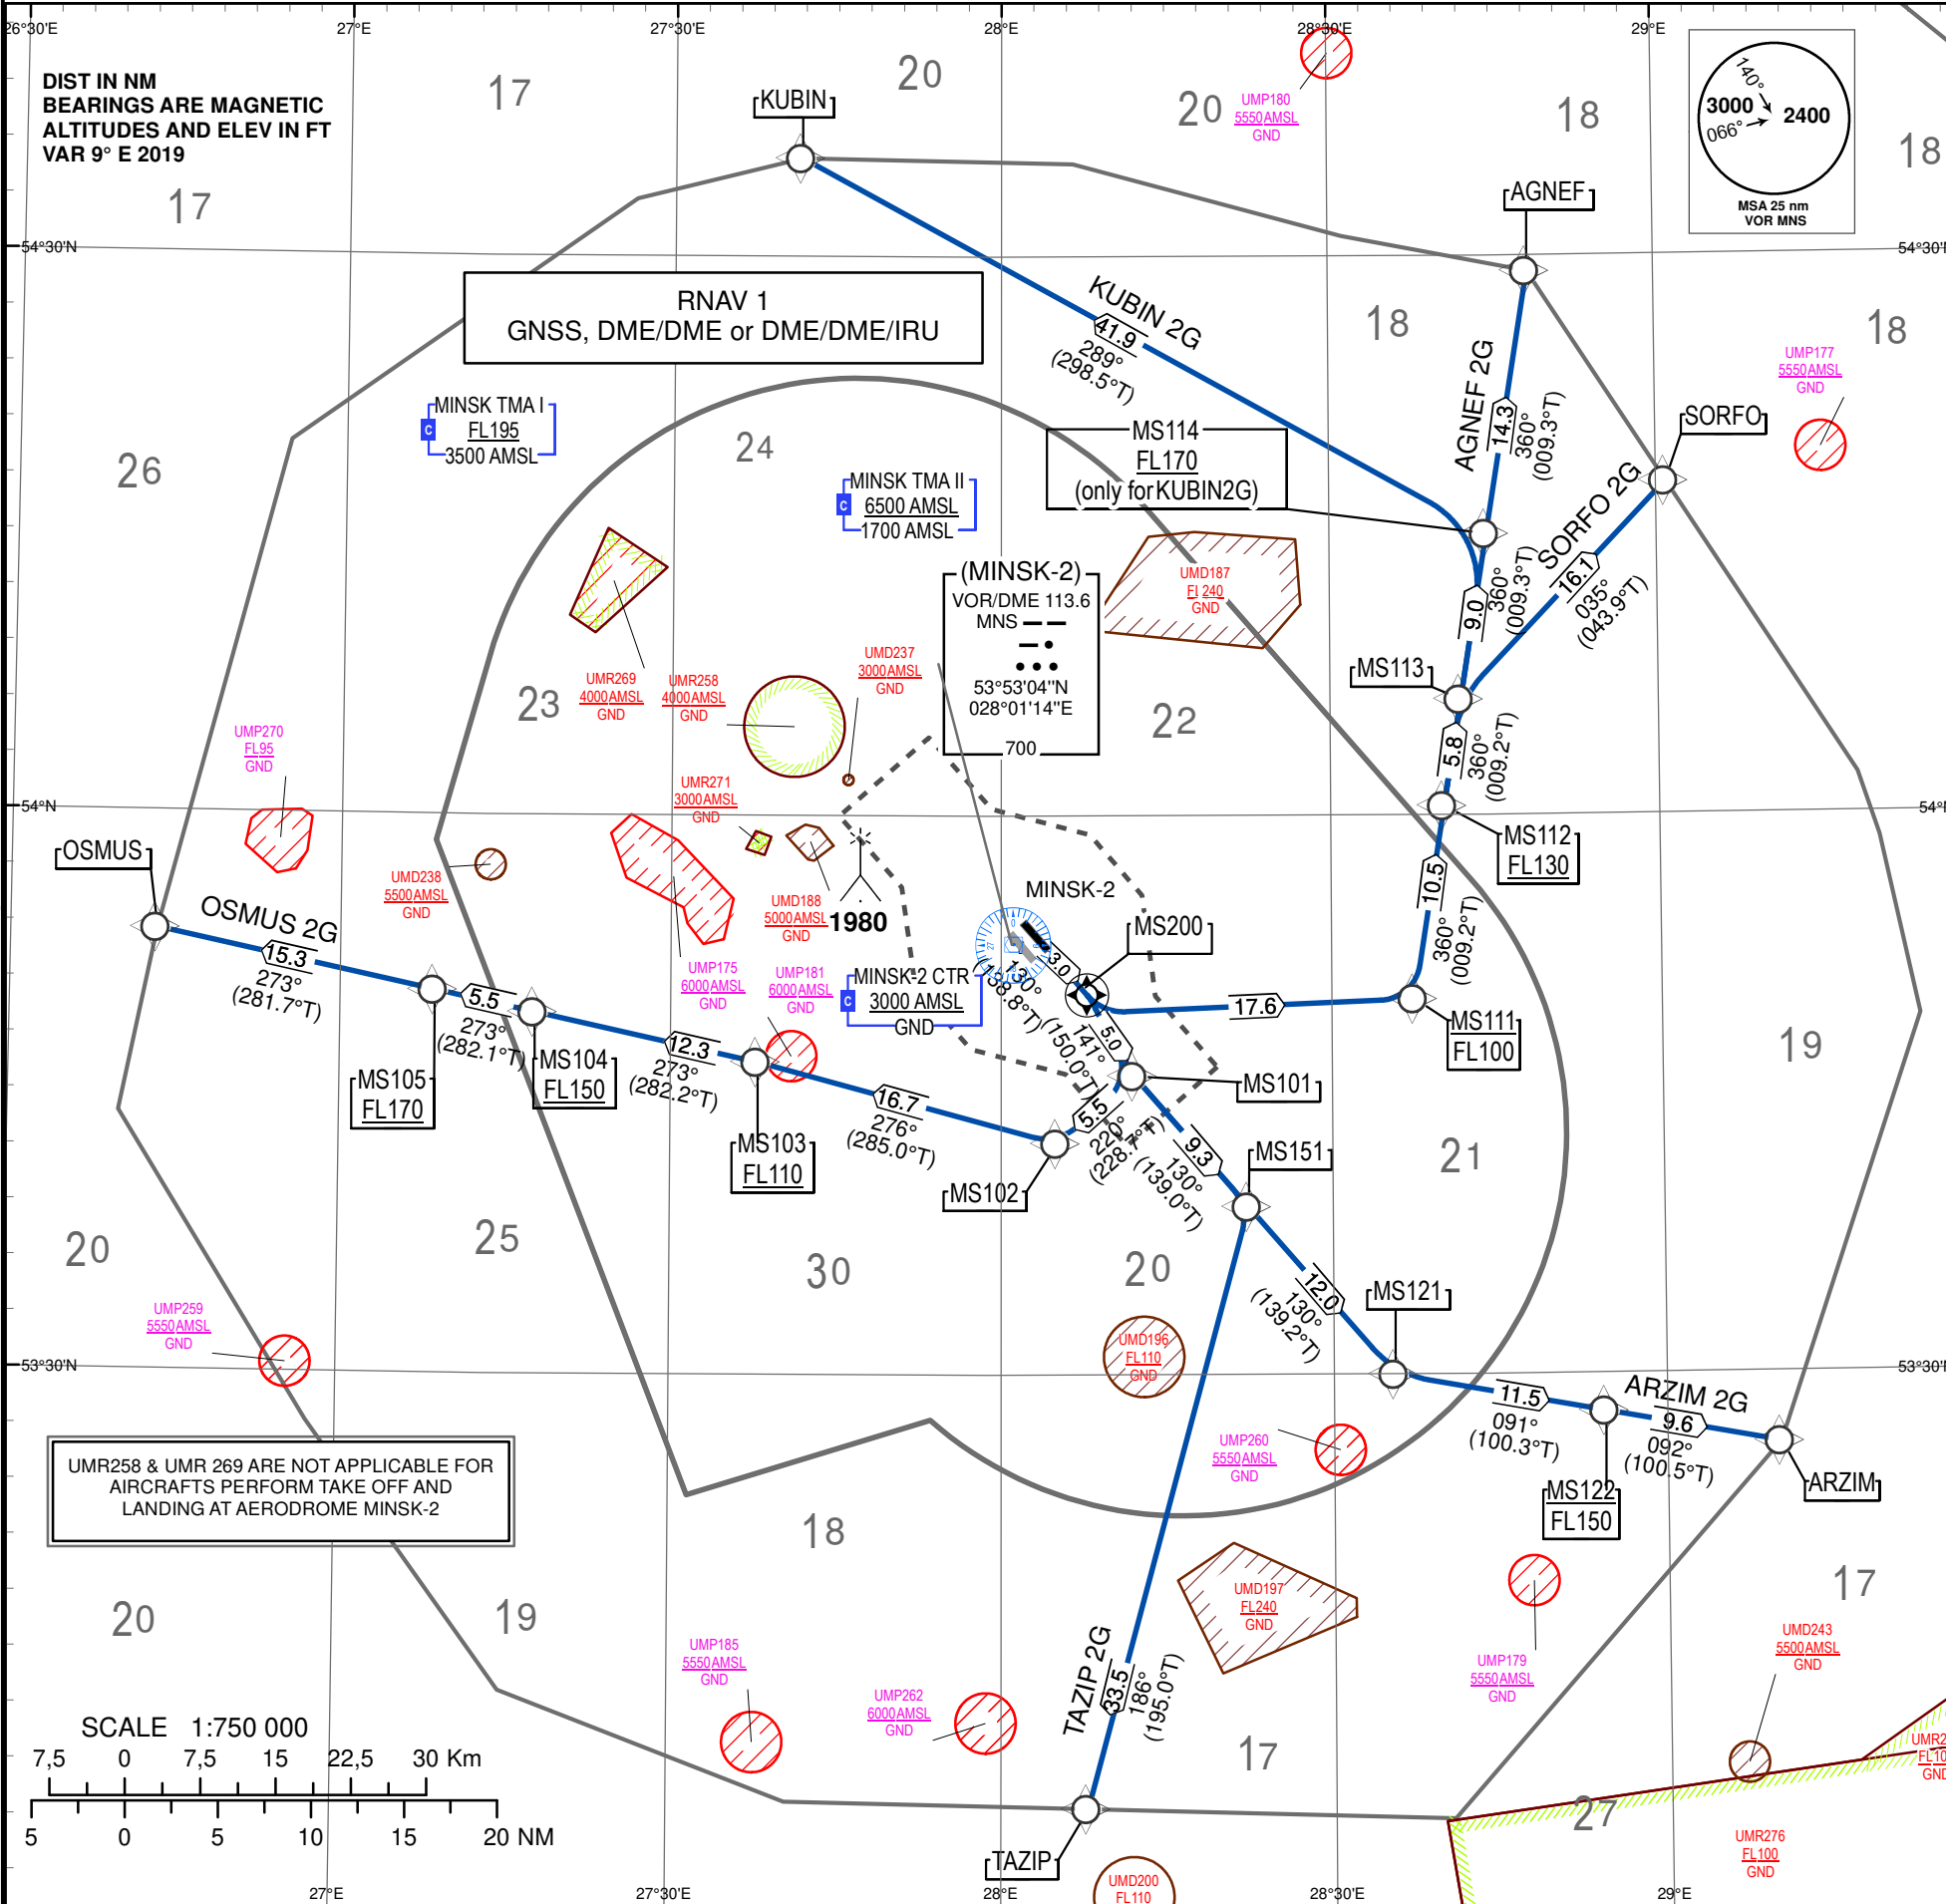 26°30'E
27°E
27°30'E
28°E
28°30'E
29°E
DIST IN NM
BEARINGS ARE MAGNETIC
ALTITUDES AND ELEV IN FT
VAR 9° E 2019
17
20
20
18
18
17
KUBIN
UMP180
5550AMSL
GND
140°
3000
066°
2400
MSA 25 nm
VOR MNS
AGNEF
54°30'N
54°30'N
RNAV 1
GNSS, DME/DME or DME/DME/IRU
KUBIN 2G
41.9
289°
(298.5°T)
18
18
AGNEF 2G
14.3
360°
(009.3°T)
UMP177
5550AMSL
GND
SORFO
MINSK TMA I
C
FL195
3500 AMSL
26
24
MS114
FL170
(only forKUBIN2G)
MINSK TMA II
C
6500 AMSL
1700 AMSL
SORFO 2G
16.1
035°
(043.9°T)
9.0
360°
(009.3°T)
(MINSK-2)
VOR/DME 113.6
MNS
53°53'04"N
028°01'14"E
700
UMD187
FL240
GND
UMD237
3000AMSL
GND
UMR269
4000AMSL
GND
UMR258
4000AMSL
GND
23
22
MS113
UMP270
FL95
GND
5.8
360°
(009.2°T)
UMR271
3000AMSL
GND
54°N
MS112
FL130
OSMUS
UMD238
5500AMSL
GND
UMD188
5000AMSL
GND
1980
MINSK-2
10.5
360°
(009.2°T)
MS200
OSMUS 2G
15.3
273°
(281.7°T)
5.5
273°
(282.1°T)
UMP175
6000AMSL
GND
UMP181
6000AMSL
GND
MINSK-2 CTR
C
3000 AMSL
GND
3.0
130°
17.6
MS111
FL100
19
5.0
141°
(150.0°T)
MS104
FL150
12.3
273°
(282.2°T)
MS105
FL170
MS101
16.7
276°
(285.0°T)
5.5
220°
MS103
FL110
MS102
9.3
130°
(139.0°T)
MS151
21
20
25
30
20
12.0
130°
(139.2°T)
MS121
UMP259
5550AMSL
GND
UMD196
FL110
GND
53°30'N
11.5
091°
(100.3°T)
ARZIM 2G
9.6
092°
(100.5°T)
UMP260
5550AMSL
GND
ARZIM
MS122
FL150
UMR258 & UMR 269 ARE NOT APPLICABLE FOR
AIRCRAFTS PERFORM TAKE OFF AND
LANDING AT AERODROME MINSK-2
18
17
20
19
UMD197
FL240
GND
UMP185
5550AMSL
GND
UMP262
6000AMSL
GND
TAZIP 2G
33.5
186°
(195.0°T)
UMP179
5550AMSL
GND
UMD243
5500AMSL
GND
17
SCALE 1:750 000
7,5 0 7,5 15 22,5 30 Km
5 0 5 10 15 20 NM
27
UMR276
FL100
GND
TAZIP
UMD200
FL110
27°E
27°30'E
28°E
28°30'E
29°E